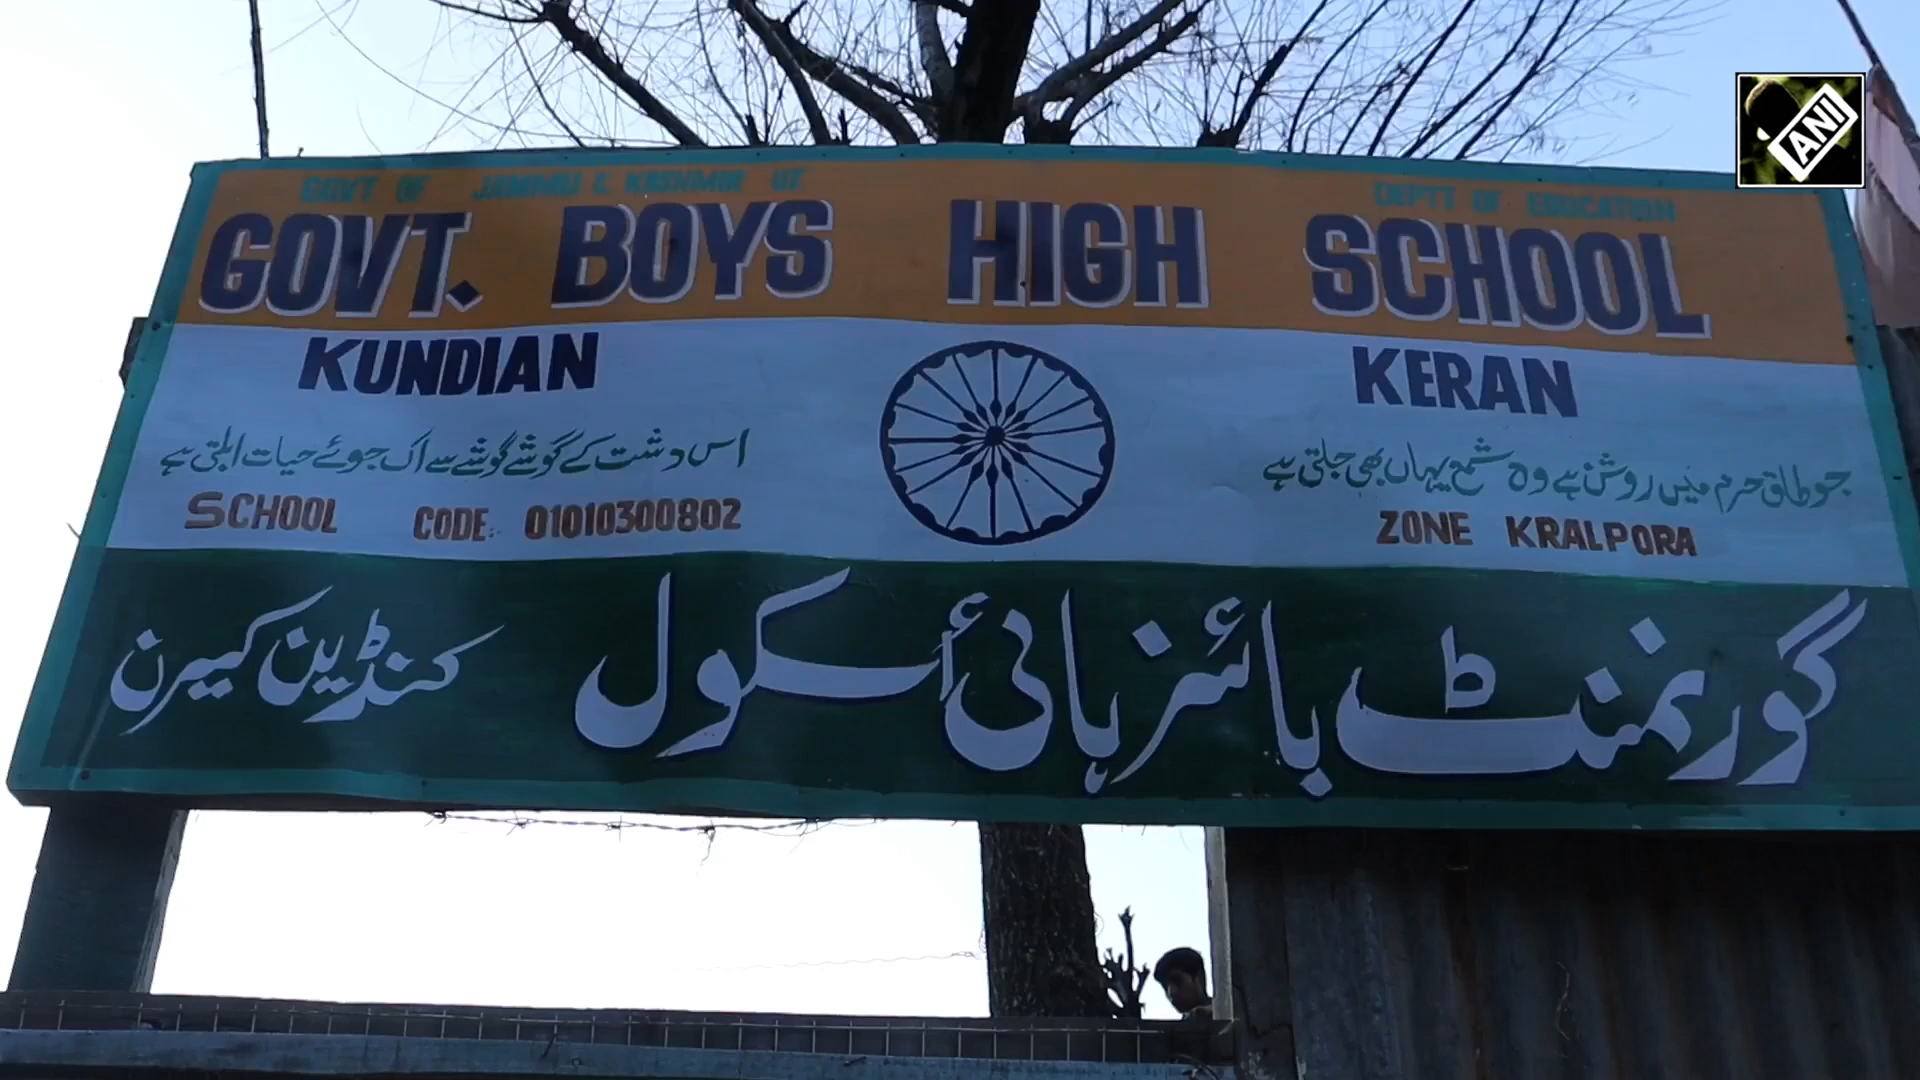 GOVT OF JAMMU & KASHMIR UT
DEPTT OF EDUCATION
GOVT. BOYS HIGH SCHOOL
KUNDIAN
KERAN
جو طاق حرم میں روشن ہے وہ شمع یہاں بھی جلتی ہے
اس دشت کے گوشے گوشے سے اک جوئے حیات ابلتی ہے
SCHOOL CODE: 01010300802
ZONE KRALPORA
گورنمنٹ بائز ہائی أسکول کنڈین کیرن
ANI